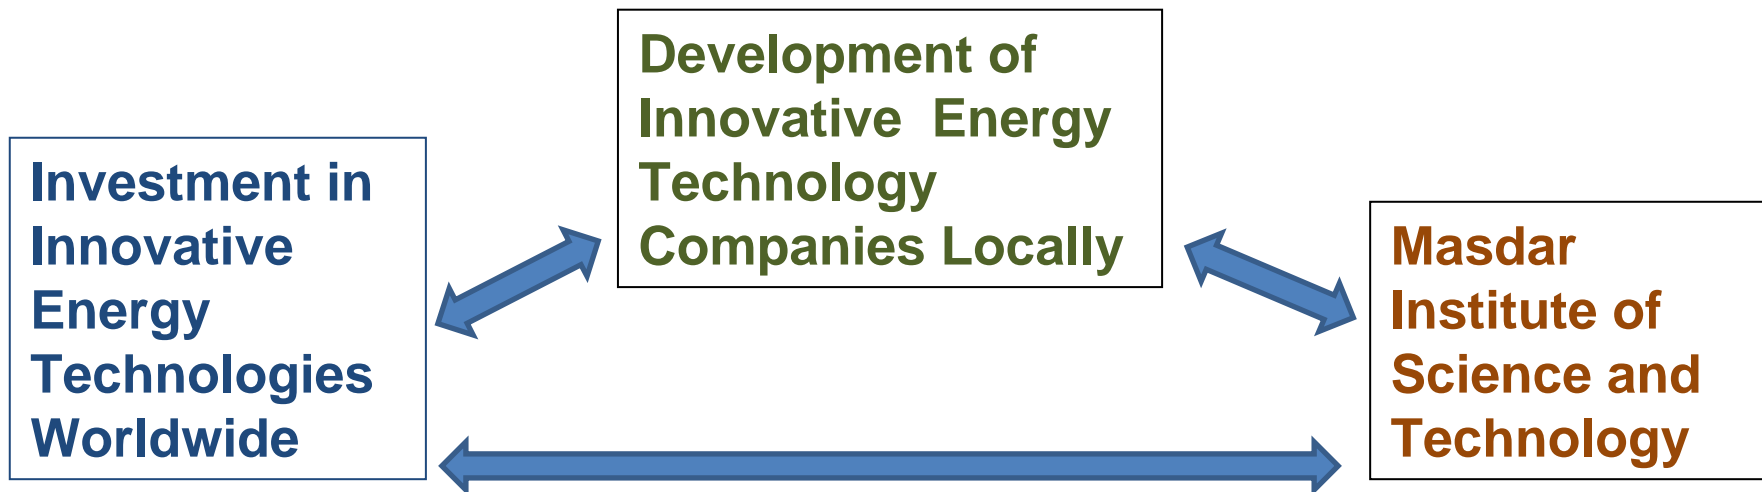 Investment in
Innovative
Energy
Technologies
Worldwide
Development of
Innovative  Energy
Technology
Companies Locally
Masdar
Institute of
Science and
Technology